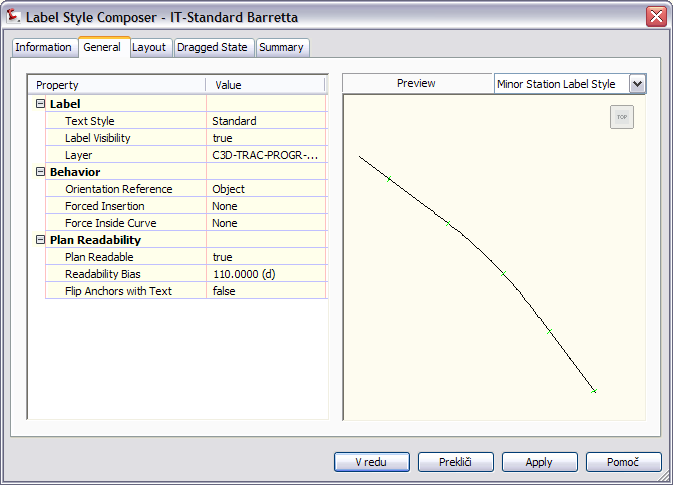 Label Style Composer - IT-Standard Barretta
Information General Layout Dragged State Summary
Property Value
Preview Minor Station Label Style
Label
Text Style Standard
Label Visibility true
Layer C3D-TRAC-PROGR-...
Behavior
Orientation Reference Object
Forced Insertion None
Force Inside Curve None
Plan Readability
Plan Readable true
Readability Bias 110.0000 (d)
Flip Anchors with Text false
TOP
V redu Prekliči Apply Pomoč